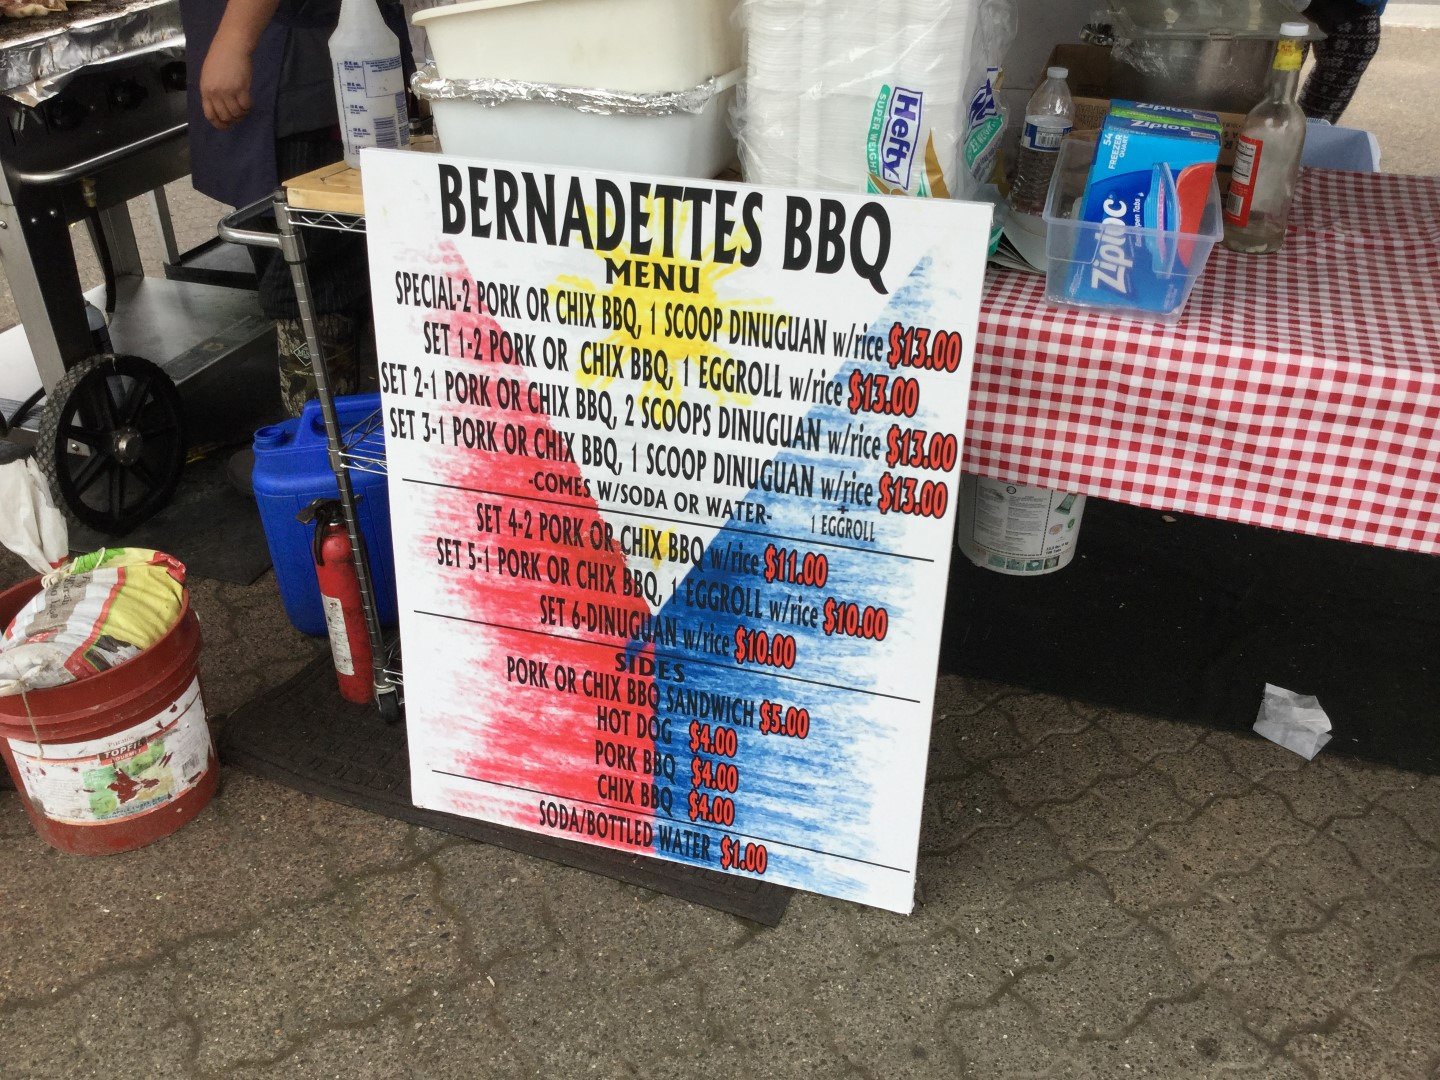 BERNADETTES BBQ
MENU
SPECIAL-2 PORK OR CHIX BBQ, 1 SCOOP DINUGUAN w/rice $13.00
SET 1-2 PORK OR CHIX BBQ, 1 EGGROLL w/rice $13.00
SET 2-1 PORK OR CHIX BBQ, 2 SCOOPS DINUGUAN w/rice $13.00
SET 3-1 PORK OR CHIX BBQ, 1 SCOOP DINUGUAN w/rice $13.00
+ 1 EGGROLL
-COMES W/SODA OR WATER-
SET 4-2 PORK OR CHIX BBQ w/rice $11.00
SET 5-1 PORK OR CHIX BBQ, 1 EGGROLL w/rice $10.00
SET 6-DINUGUAN w/rice $10.00
SIDES
PORK OR CHIX BBQ SANDWICH $5.00
HOT DOG $4.00
PORK BBQ $4.00
CHIX BBQ $4.00
SODA/BOTTLED WATER $1.00
Hefty
SUPER WEIGHT
Ziploc
Ziploc
54
FREEZER
QUART